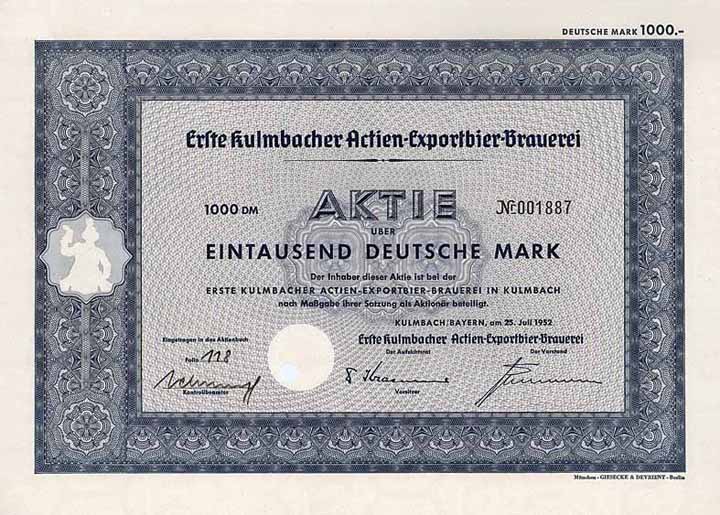 DEUTSCHE MARK 1000.-
Erste Kulmbacher Actien-Exportbier-Brauerei
1000 DM AKTIE № 001887
ÜBER
EINTAUSEND DEUTSCHE MARK
Der Inhaber dieser Aktie ist bei der
ERSTE KULMBACHER ACTIEN-EXPORTBIER-BRAUEREI IN KULMBACH
nach Maßgabe ihrer Satzung als Aktionär beteiligt.
KULMBACH/BAYERN, am 25. Juli 1952
Eingetragen in das Aktienbuch
Erste Kulmbacher Actien-Exportbier-Brauerei
Folio 118
Der Aufsichtsrat Der Vorstand
Kontrollbeamter
Vorsitzer
München - GIESECKE & DEVRIENT - Berlin